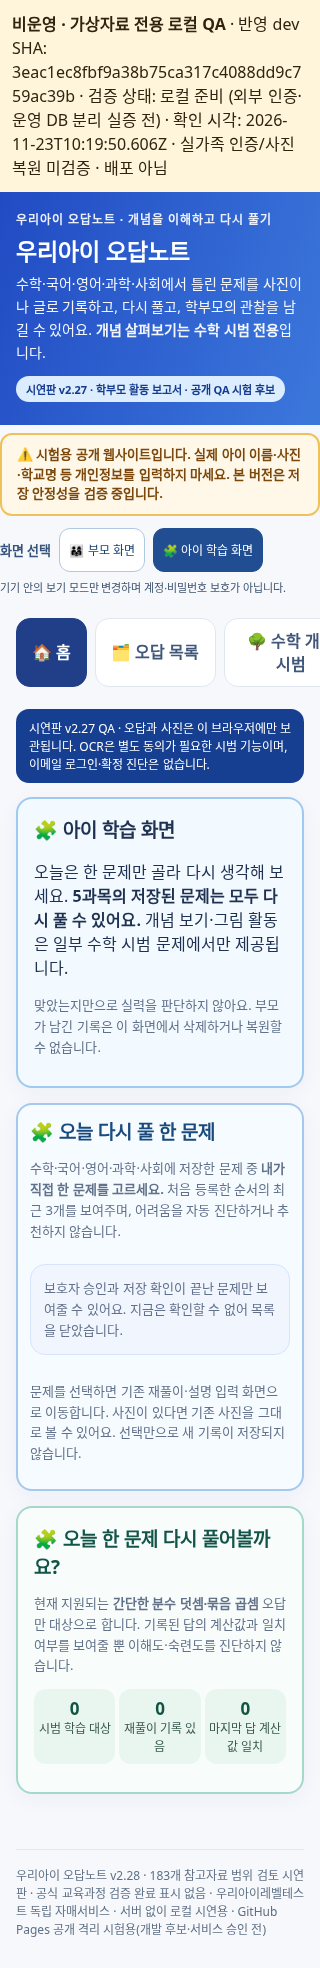 비운영 · 가상자료 전용 로컬 QA · 반영 dev
SHA:
3eac1ec8fbf9a38b75ca317c4088dd9c7
59ac39b · 검증 상태: 로컬 준비 (외부 인증·
운영 DB 분리 실증 전) · 확인 시각: 2026-
11-23T10:19:50.606Z · 실가족 인증/사진
복원 미검증 · 배포 아님
우리아이 오답노트 · 개념을 이해하고 다시 풀기
우리아이 오답노트
수학·국어·영어·과학·사회에서 틀린 문제를 사진이
나 글로 기록하고, 다시 풀고, 학부모의 관찰을 남
길 수 있어요. 개념 살펴보기는 수학 시범 전용입
니다.
시연판 v2.27 · 학부모 활동 보고서 · 공개 QA 시험 후보
⚠️ 시험용 공개 웹사이트입니다. 실제 아이 이름·사진
·학교명 등 개인정보를 입력하지 마세요. 본 버전은 저
장 안정성을 검증 중입니다.
화면 선택
👨‍👩‍👧 부모 화면
🧩 아이 학습 화면
기기 안의 보기 모드만 변경하며 계정·비밀번호 보호가 아닙니다.
🏠 홈
🗂️ 오답 목록
🌳 수학 개
시범
시연판 v2.27 QA · 오답과 사진은 이 브라우저에만 보
관됩니다. OCR은 별도 동의가 필요한 시범 기능이며,
이메일 로그인·확정 진단은 없습니다.
🧩 아이 학습 화면
오늘은 한 문제만 골라 다시 생각해 보
세요. 5과목의 저장된 문제는 모두 다
시 풀 수 있어요. 개념 보기·그림 활동
은 일부 수학 시범 문제에서만 제공됩
니다.
맞았는지만으로 실력을 판단하지 않아요. 부모
가 남긴 기록은 이 화면에서 삭제하거나 복원할
수 없습니다.
🧩 오늘 다시 풀 한 문제
수학·국어·영어·과학·사회에 저장한 문제 중 내가
직접 한 문제를 고르세요. 처음 등록한 순서의 최
근 3개를 보여주며, 어려움을 자동 진단하거나 추
천하지 않습니다.
보호자 승인과 저장 확인이 끝난 문제만 보
여줄 수 있어요. 지금은 확인할 수 없어 목록
을 닫았습니다.
문제를 선택하면 기존 재풀이·설명 입력 화면으
로 이동합니다. 사진이 있다면 기존 사진을 그대
로 볼 수 있어요. 선택만으로 새 기록이 저장되지
않습니다.
🧩 오늘 한 문제 다시 풀어볼까
요?
현재 지원되는 간단한 분수 덧셈·묶음 곱셈 오답
만 대상으로 합니다. 기록된 답의 계산값과 일치
여부를 보여줄 뿐 이해도·숙련도를 진단하지 않
습니다.
0
시범 학습 대상
0
재풀이 기록 있
음
0
마지막 답 계산
값 일치
우리아이 오답노트 v2.28 · 183개 참고자료 범위 검토 시연
판 · 공식 교육과정 검증 완료 표시 없음 · 우리아이레벨테스
트 독립 자매서비스 · 서버 없이 로컬 시연용 · GitHub
Pages 공개 격리 시험용(개발 후보·서비스 승인 전)